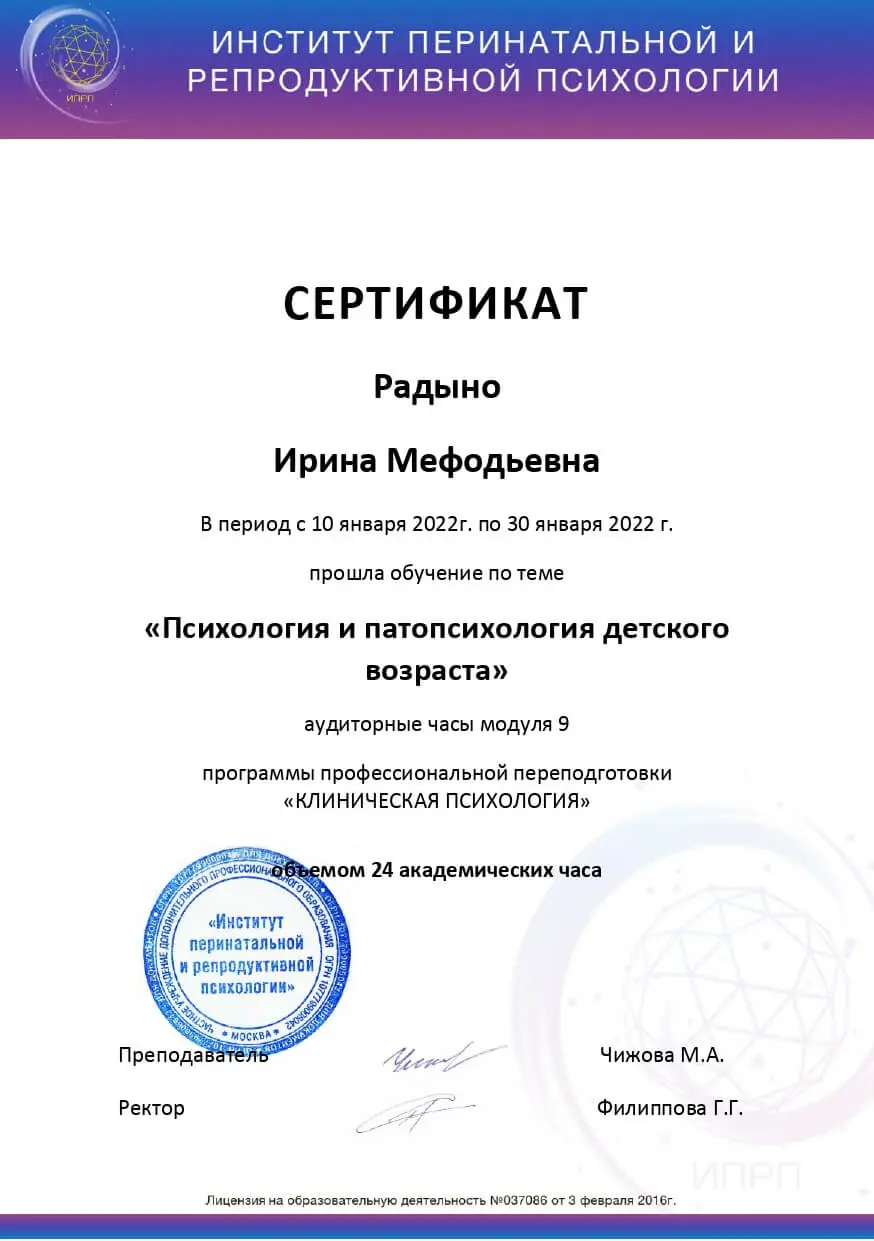 ИНСТИТУТ ПЕРИНАТАЛЬНОЙ И
РЕПРОДУКТИВНОЙ ПСИХОЛОГИИ
ИПРП
СЕРТИФИКАТ
Радыно
Ирина Мефодьевна
В период с 10 января 2022г. по 30 января 2022 г.
прошла обучение по теме
«Психология и патопсихология детского
возраста»
аудиторные часы модуля 9
программы профессиональной переподготовки
«КЛИНИЧЕСКАЯ ПСИХОЛОГИЯ»
объемом 24 академических часа
ЧАСТНОЕ УЧРЕЖДЕНИЕ ДОПОЛНИТЕЛЬНОГО ПРОФЕССИОНАЛЬНОГО ОБРАЗОВАНИЯ
«Институт
перинатальной
и репродуктивной
психологии»
* МОСКВА *
Преподаватель Чижова М.А.
Ректор Филиппова Г.Г.
ИПРП
Лицензия на образовательную деятельность №037086 от 3 февраля 2016г.